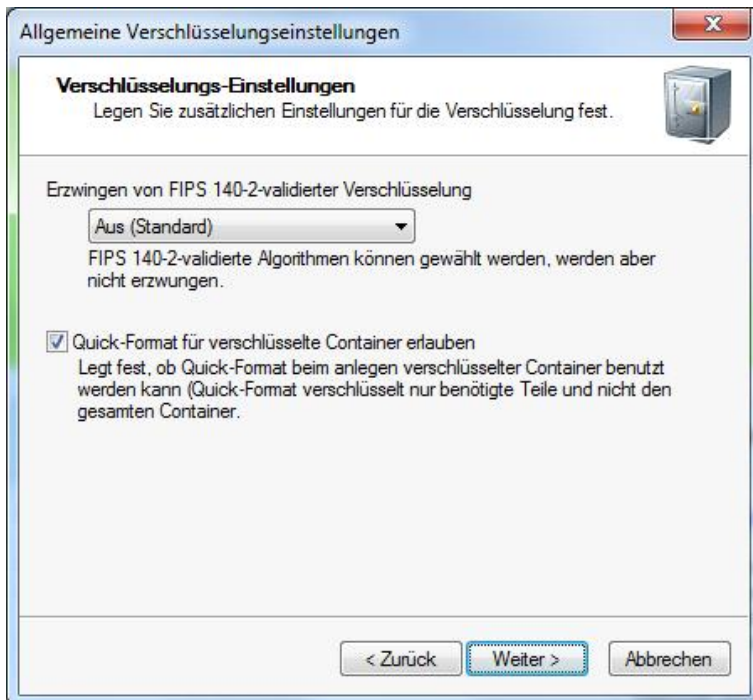 Allgemeine Verschlüsselungseinstellungen
Verschlüsselungs-Einstellungen
Legen Sie zusätzlichen Einstellungen für die Verschlüsselung fest.
Erzwingen von FIPS 140-2-validierter Verschlüsselung
Aus (Standard)
FIPS 140-2-validierte Algorithmen können gewählt werden, werden aber
nicht erzwungen.
Quick-Format für verschlüsselte Container erlauben
Legt fest, ob Quick-Format beim anlegen verschlüsselter Container benutzt
werden kann (Quick-Format verschlüsselt nur benötigte Teile und nicht den
gesamten Container.
< Zurück
Weiter >
Abbrechen